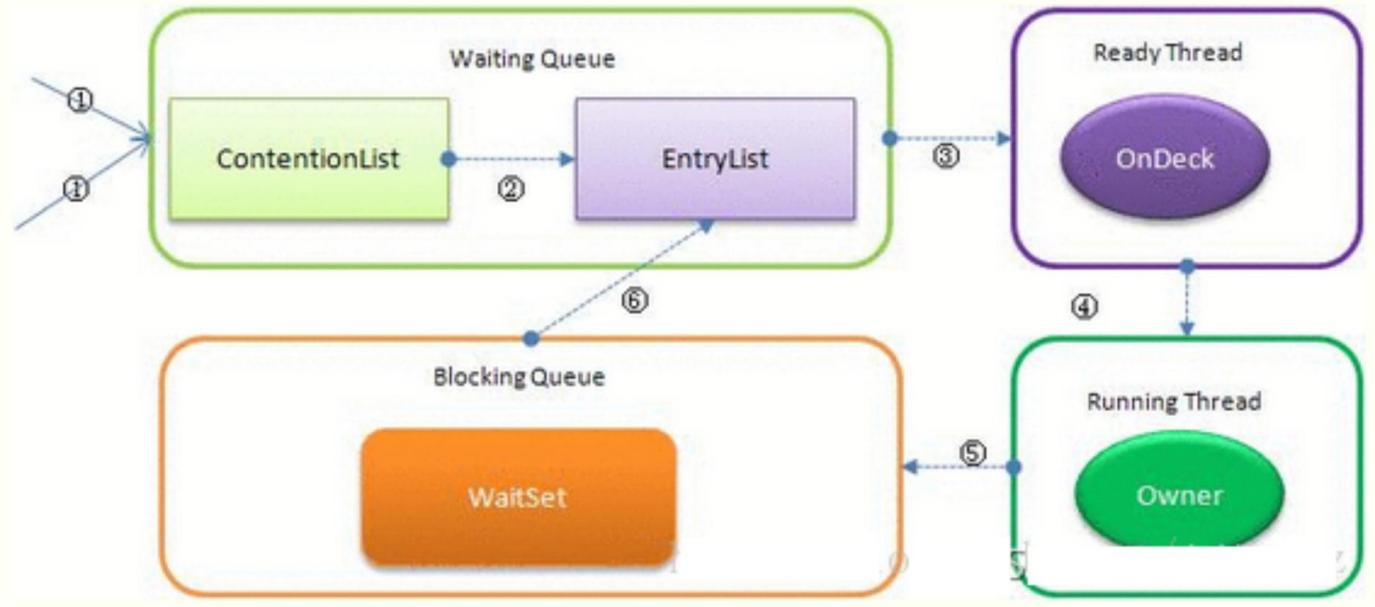 Waiting Queue
Ready Thread
①
ContentionList
EntryList
OnDeck
②
③
①
④
⑥
Blocking Queue
Running Thread
⑤
WaitSet
Owner